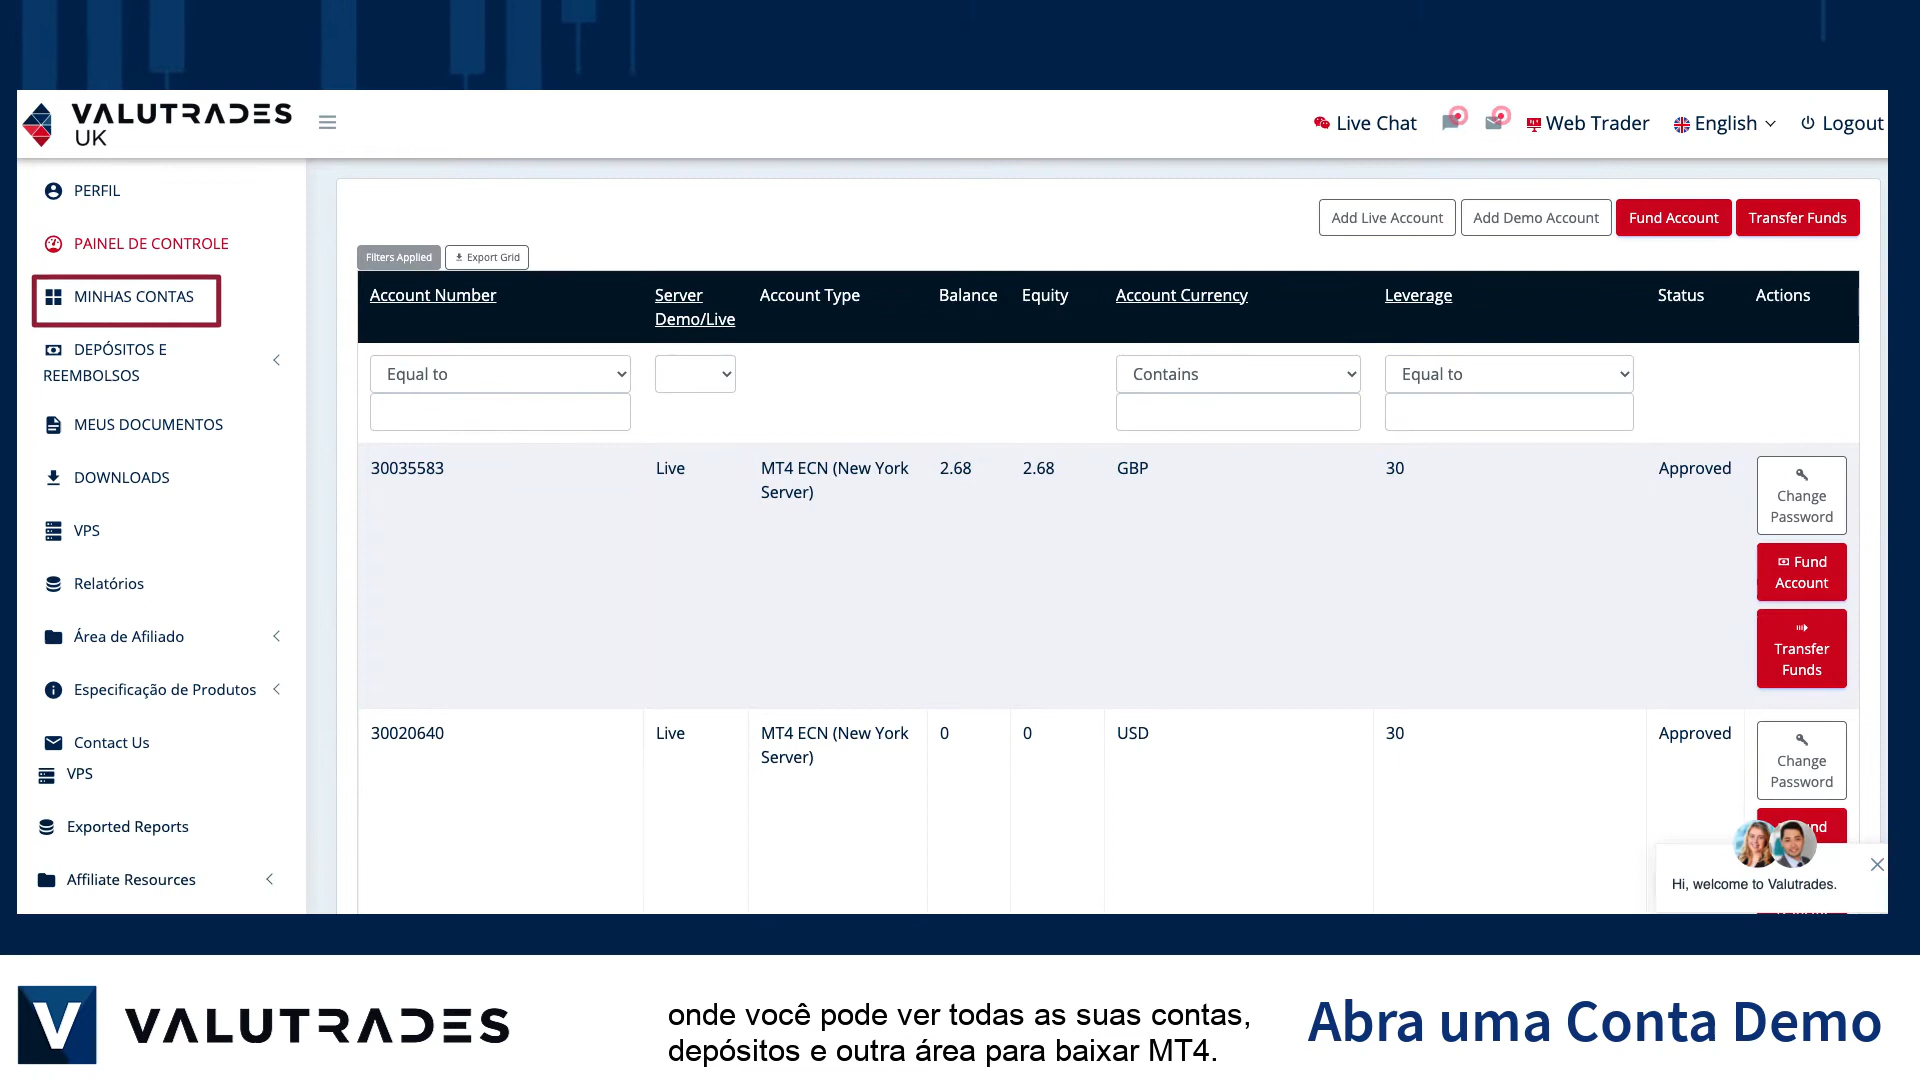 VALUTRADES
UK
Live Chat
Web Trader
English
Logout
PERFIL
PAINEL DE CONTROLE
MINHAS CONTAS
DEPÓSITOS E
REEMBOLSOS
MEUS DOCUMENTOS
DOWNLOADS
VPS
Relatórios
Área de Afiliado
Especificação de Produtos
Contact Us
VPS
Exported Reports
Affiliate Resources
Add Live Account
Add Demo Account
Fund Account
Transfer Funds
Filters Applied
Export Grid
Account Number
Server
Demo/Live
Account Type
Balance
Equity
Account Currency
Leverage
Status
Actions
Equal to
Contains
Equal to
30035583
Live
MT4 ECN (New York
Server)
2.68
2.68
GBP
30
Approved
Change
Password
Fund
Account
Transfer
Funds
30020640
Live
MT4 ECN (New York
Server)
0
0
USD
30
Approved
Change
Password
Hi, welcome to Valutrades.
V VALUTRADES
onde você pode ver todas as suas contas,
depósitos e outra área para baixar MT4.
Abra uma Conta Demo